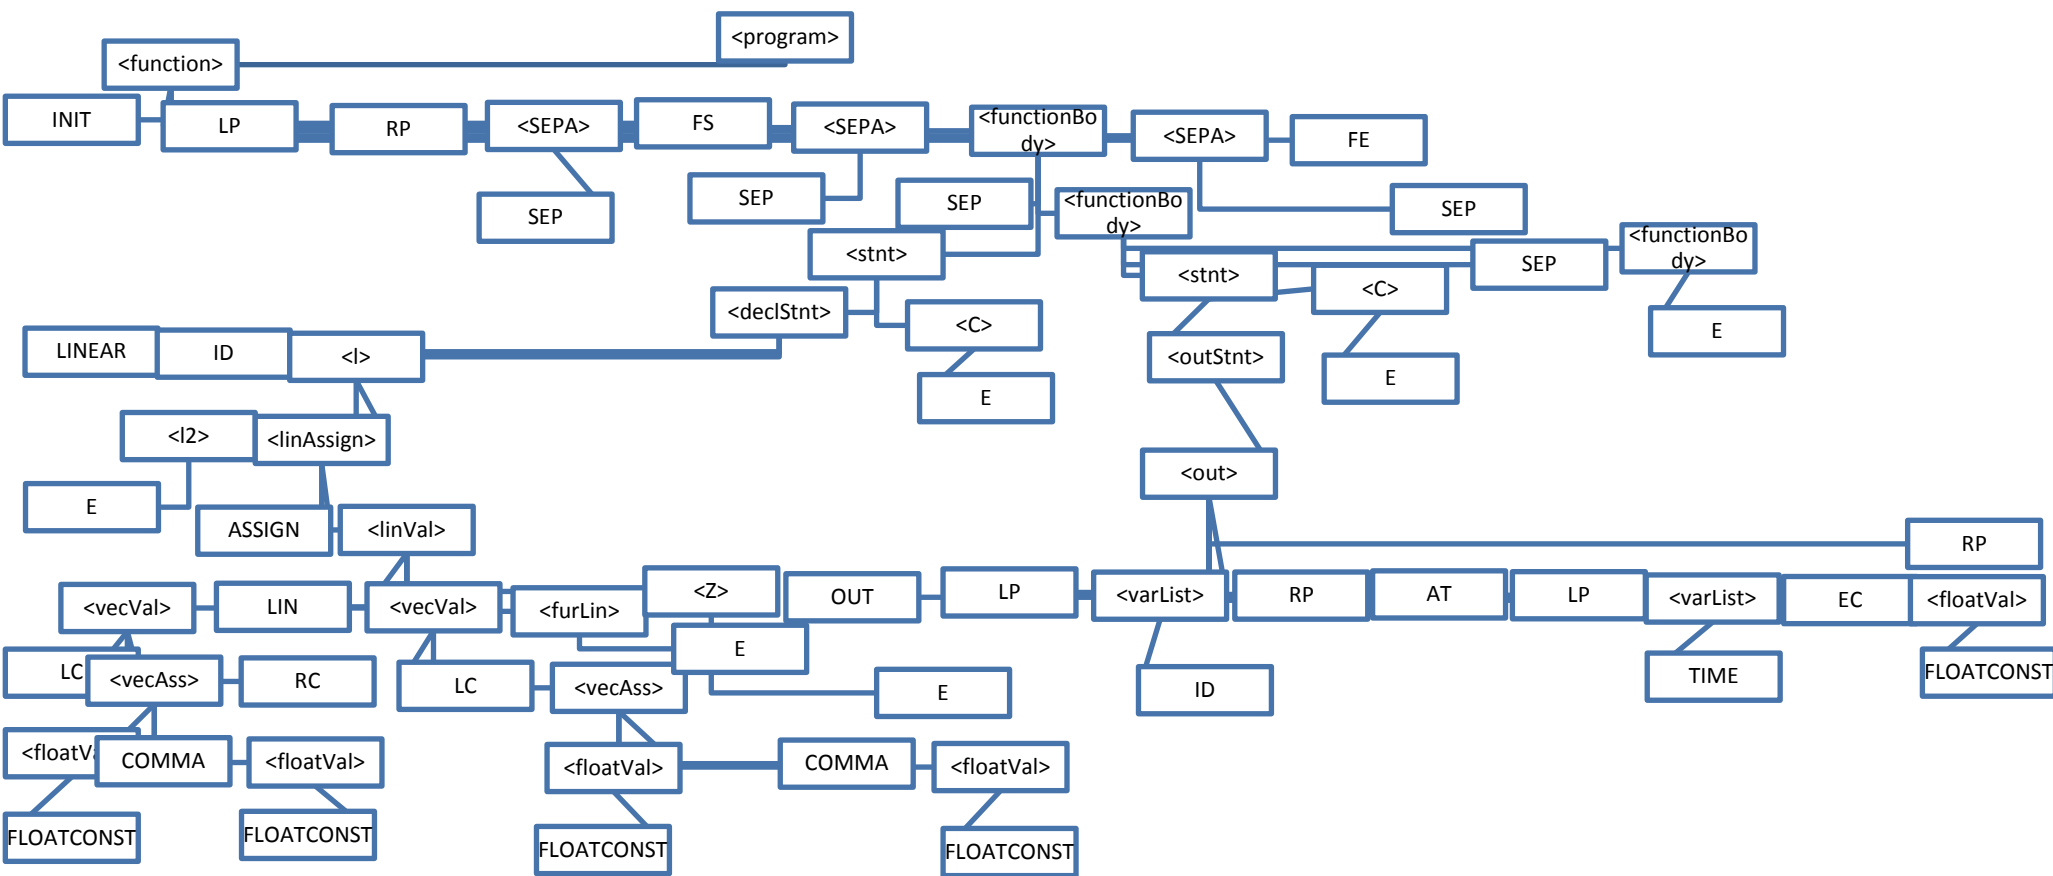 <program>
<function>
INIT
LP
RP
<SEPA>
FS
<SEPA>
<functionBo
dy>
<SEPA>
FE
SEP
SEP
SEP
<functionBo
dy>
SEP
<stnt>
<stnt>
SEP
<functionBo
dy>
<declStnt>
<C>
<C>
E
LINEAR
ID
<l>
<outStnt>
E
E
<l2>
<linAssign>
<out>
E
ASSIGN
<linVal>
RP
<vecVal>
LIN
<vecVal>
<furLin>
<Z>
OUT
LP
<varList>
RP
AT
LP
<varList>
EC
<floatVal>
LC
<vecAss>
RC
LC
<vecAss>
E
E
ID
TIME
FLOATCONST
<floatVa
COMMA
<floatVal>
<floatVal>
COMMA
<floatVal>
FLOATCONST
FLOATCONST
FLOATCONST
FLOATCONST